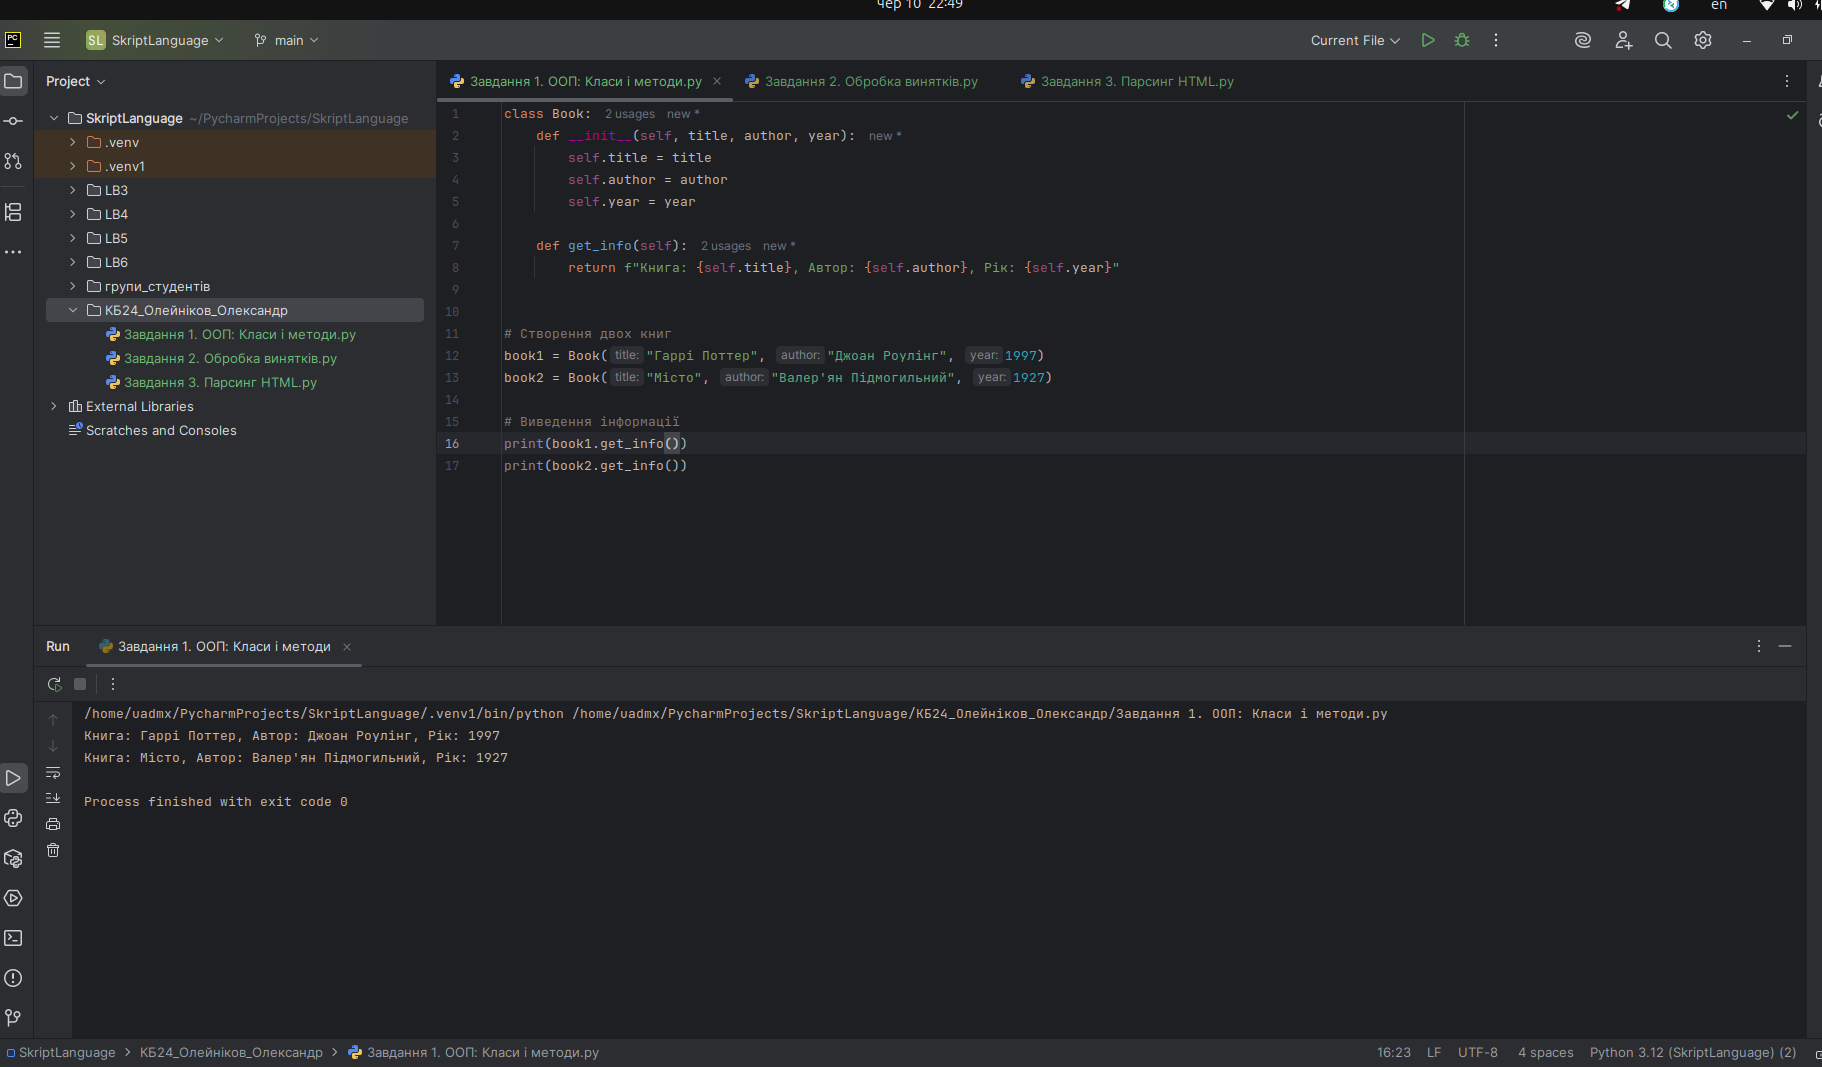 чер 10 22:49
en
PC
SL SkriptLanguage main
Current File
Project
SkriptLanguage ~/PycharmProjects/SkriptLanguage
.venv
.venv1
LB3
LB4
LB5
LB6
групи_студентів
КБ24_Олейніков_Олександр
Завдання 1. ООП: Класи і методи.py
Завдання 2. Обробка винятків.py
Завдання 3. Парсинг HTML.py
External Libraries
Scratches and Consoles
Завдання 1. ООП: Класи і методи.py Завдання 2. Обробка винятків.py Завдання 3. Парсинг HTML.py
1 class Book: 2 usages new *
2 def __init__(self, title, author, year): new *
3 self.title = title
4 self.author = author
5 self.year = year
6
7 def get_info(self): 2 usages new *
8 return f"Книга: {self.title}, Автор: {self.author}, Рік: {self.year}"
9
10
11 # Створення двох книг
12 book1 = Book( title: "Гаррі Поттер", author: "Джоан Роулінг", year: 1997)
13 book2 = Book( title: "Місто", author: "Валер'ян Підмогильний", year: 1927)
14
15 # Виведення інформації
16 print(book1.get_info())
17 print(book2.get_info())
Run Завдання 1. ООП: Класи і методи
/home/uadmx/PycharmProjects/SkriptLanguage/.venv1/bin/python /home/uadmx/PycharmProjects/SkriptLanguage/КБ24_Олейніков_Олександр/Завдання 1. ООП: Класи і методи.py
Книга: Гаррі Поттер, Автор: Джоан Роулінг, Рік: 1997
Книга: Місто, Автор: Валер'ян Підмогильний, Рік: 1927
Process finished with exit code 0
SkriptLanguage КБ24_Олейніков_Олександр Завдання 1. ООП: Класи і методи.py
16:23 LF UTF-8 4 spaces Python 3.12 (SkriptLanguage) (2)